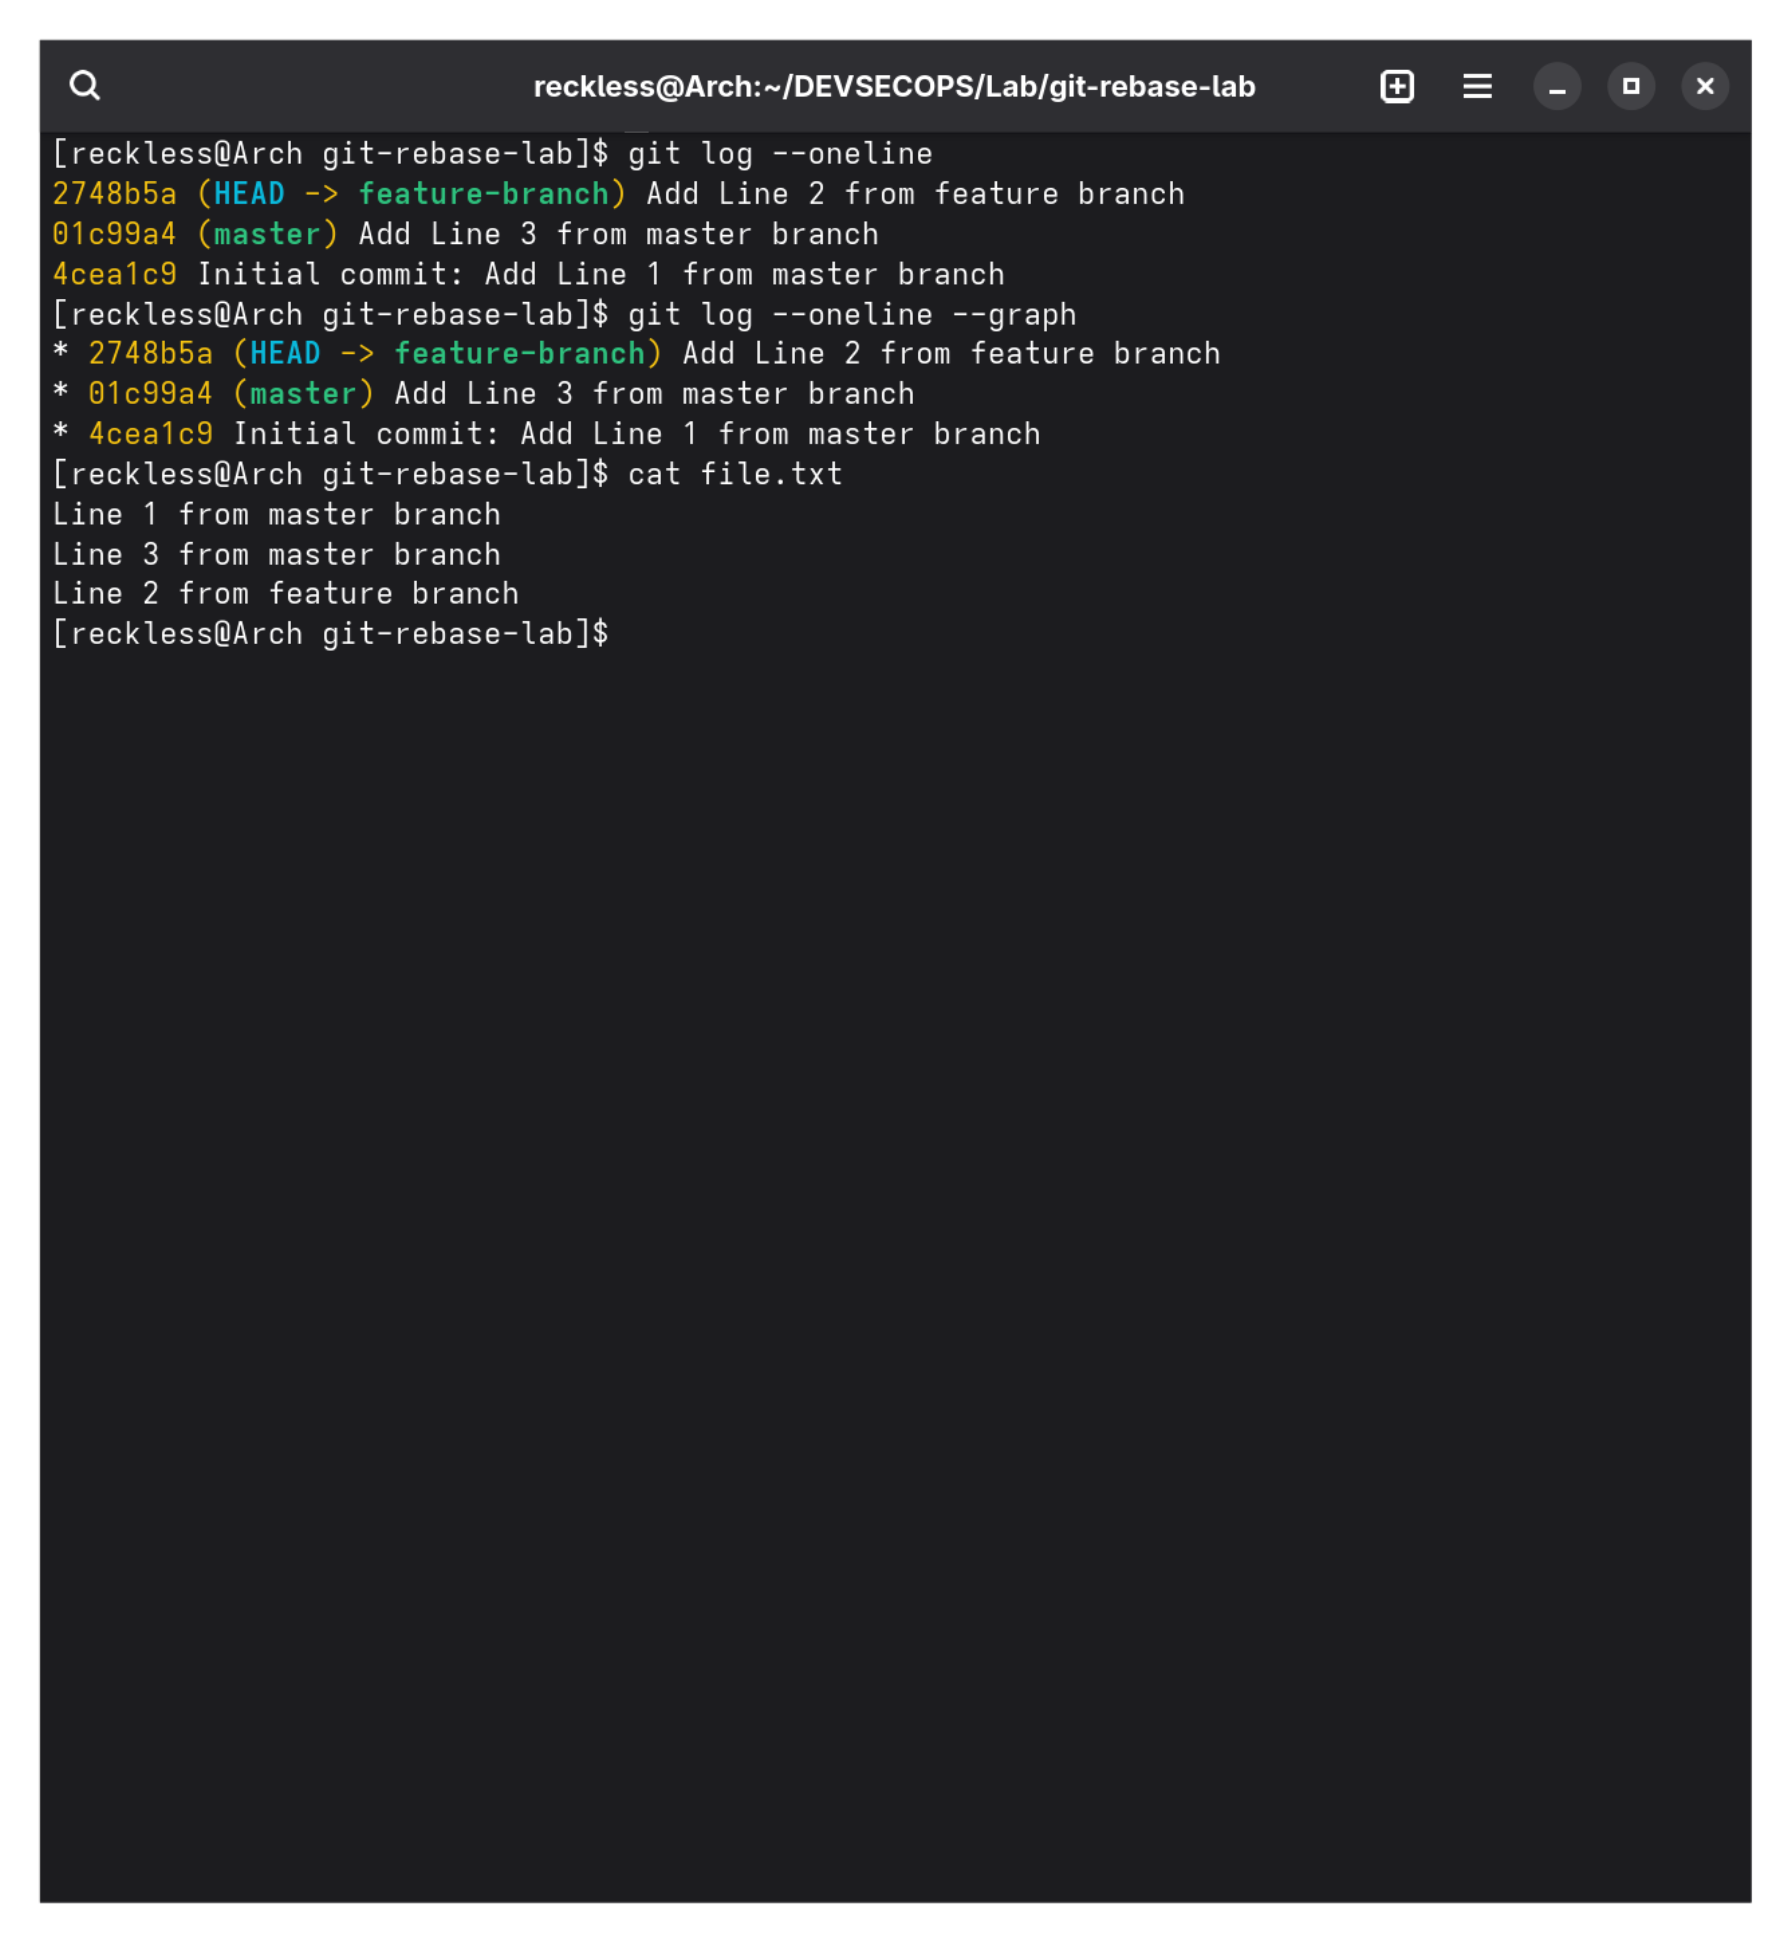 reckless@Arch:~/DEVSECOPS/Lab/git-rebase-lab
[reckless@Arch git-rebase-lab]$ git log --oneline
2748b5a (HEAD -> feature-branch) Add Line 2 from feature branch
01c99a4 (master) Add Line 3 from master branch
4cea1c9 Initial commit: Add Line 1 from master branch
[reckless@Arch git-rebase-lab]$ git log --oneline --graph
* 2748b5a (HEAD -> feature-branch) Add Line 2 from feature branch
* 01c99a4 (master) Add Line 3 from master branch
* 4cea1c9 Initial commit: Add Line 1 from master branch
[reckless@Arch git-rebase-lab]$ cat file.txt
Line 1 from master branch
Line 3 from master branch
Line 2 from feature branch
[reckless@Arch git-rebase-lab]$